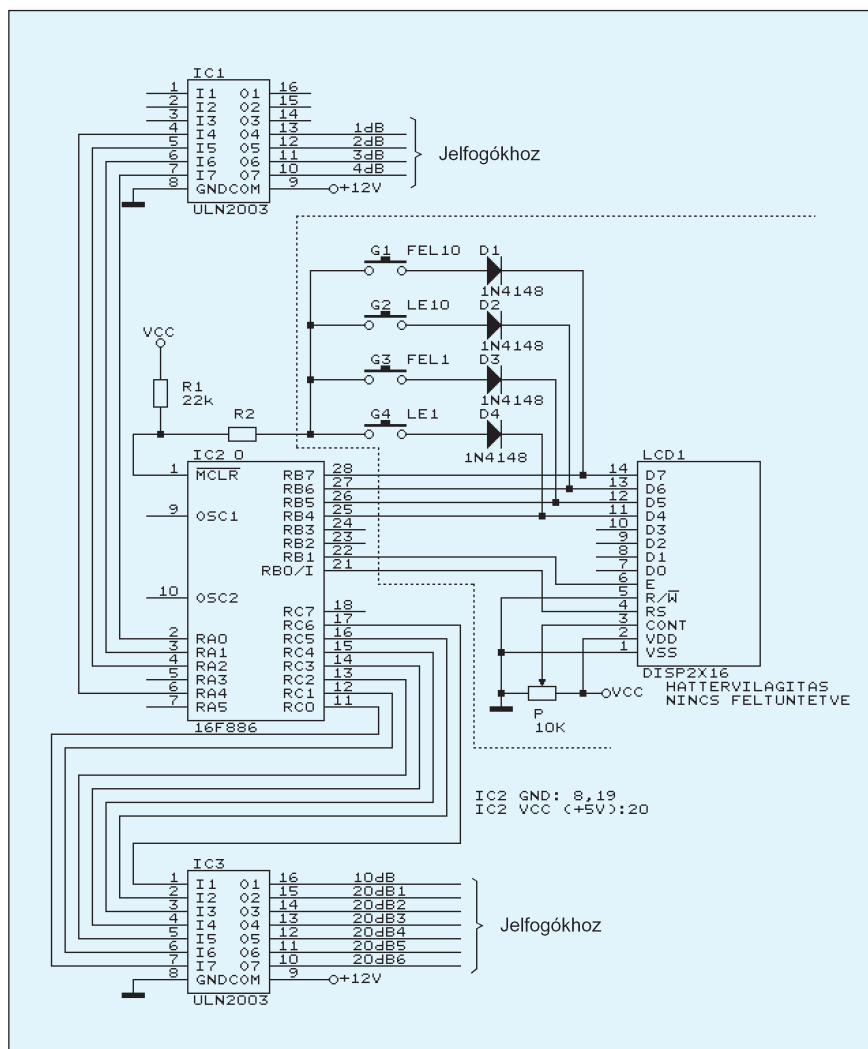 IC1
1 I1 O1 16
2 I2 O2 15
3 I3 O3 14
4 I4 O4 13 1dB
5 I5 O5 12 2dB
6 I6 O6 11 3dB
7 I7 O7 10 4dB
8 GNDCOM 9 +12V
ULN2003
Jelfogókhoz
G1 FEL10 D1
1N4148
G2 LE10 D2
1N4148
G3 FEL1 D3
1N4148
G4 LE1 D4
1N4148
VCC
R1
22k
R2
IC2 O
1 MCLR
9 OSC1
10 OSC2
2 RA0
3 RA1
4 RA2
5 RA3
6 RA4
7 RA5
RB7 28
RB6 27
RB5 26
RB4 25
RB3 24
RB2 23
RB1 22
RB0/I 21
RC7 18
RC6 17
RC5 16
RC4 15
RC3 14
RC2 13
RC1 12
RC0 11
16F886
LCD1
14 D7
13 D6
12 D5
11 D4
10 D3
9 D2
8 D1
7 D0
6 E
5 R/W
4 RS
3 CONT
2 VDD
1 VSS
DISP2X16
HATTERVILAGITAS
NINCS FELTUNTETVE
VCC
P
10K
IC2 GND: 8,19
IC2 VCC (+5V):20
IC3
1 I1 O1 16 10dB
2 I2 O2 15 20dB1
3 I3 O3 14 20dB2
4 I4 O4 13 20dB3
5 I5 O5 12 20dB4
6 I6 O6 11 20dB5
7 I7 O7 10 20dB6
8 GNDCOM 9 +12V
ULN2003
Jelfogókhoz